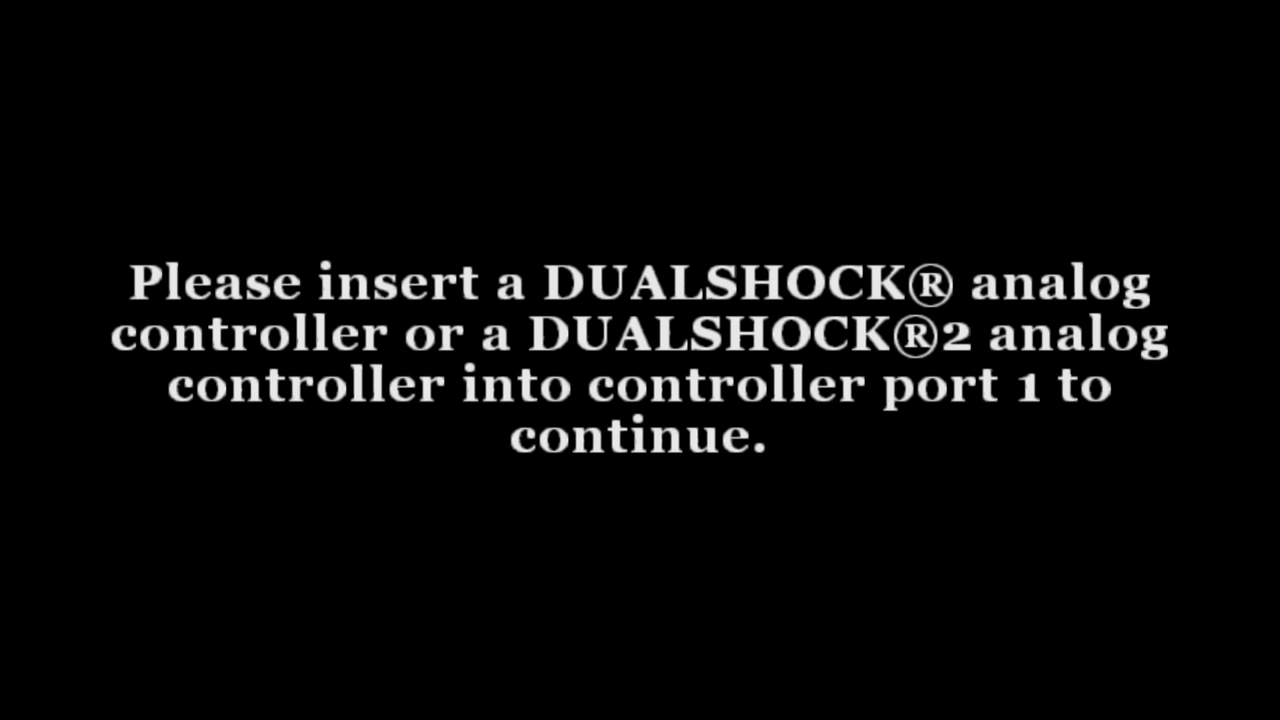 Please insert a DUALSHOCK® analog
controller or a DUALSHOCK®2 analog
controller into controller port 1 to
continue.